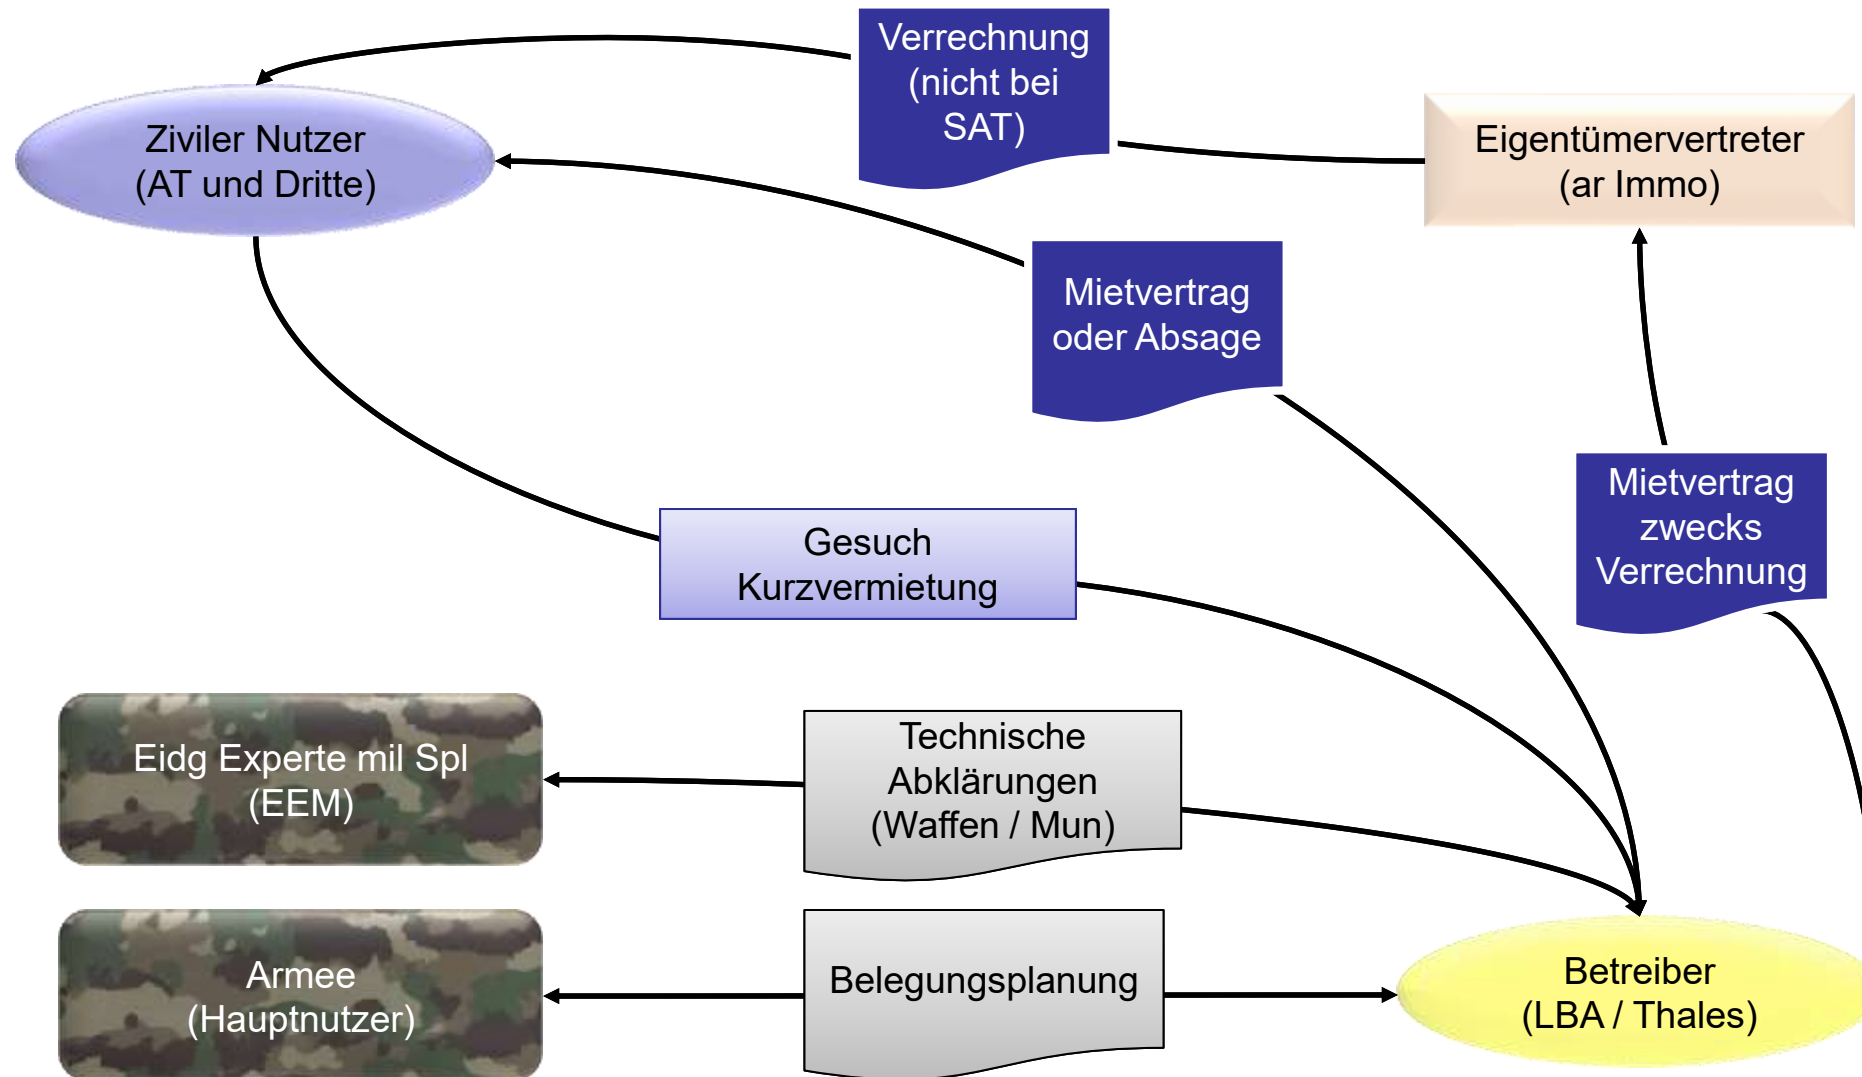 Verrechnung
(nicht bei
SAT)
Ziviler Nutzer
(AT und Dritte)
Eigentümervertreter
(ar Immo)
Mietvertrag
oder Absage
Mietvertrag
zwecks
Verrechnung
Gesuch
Kurzvermietung
Eidg Experte mil Spl
(EEM)
Technische
Abklärungen
(Waffen / Mun)
Armee
(Hauptnutzer)
Belegungsplanung
Betreiber
(LBA / Thales)